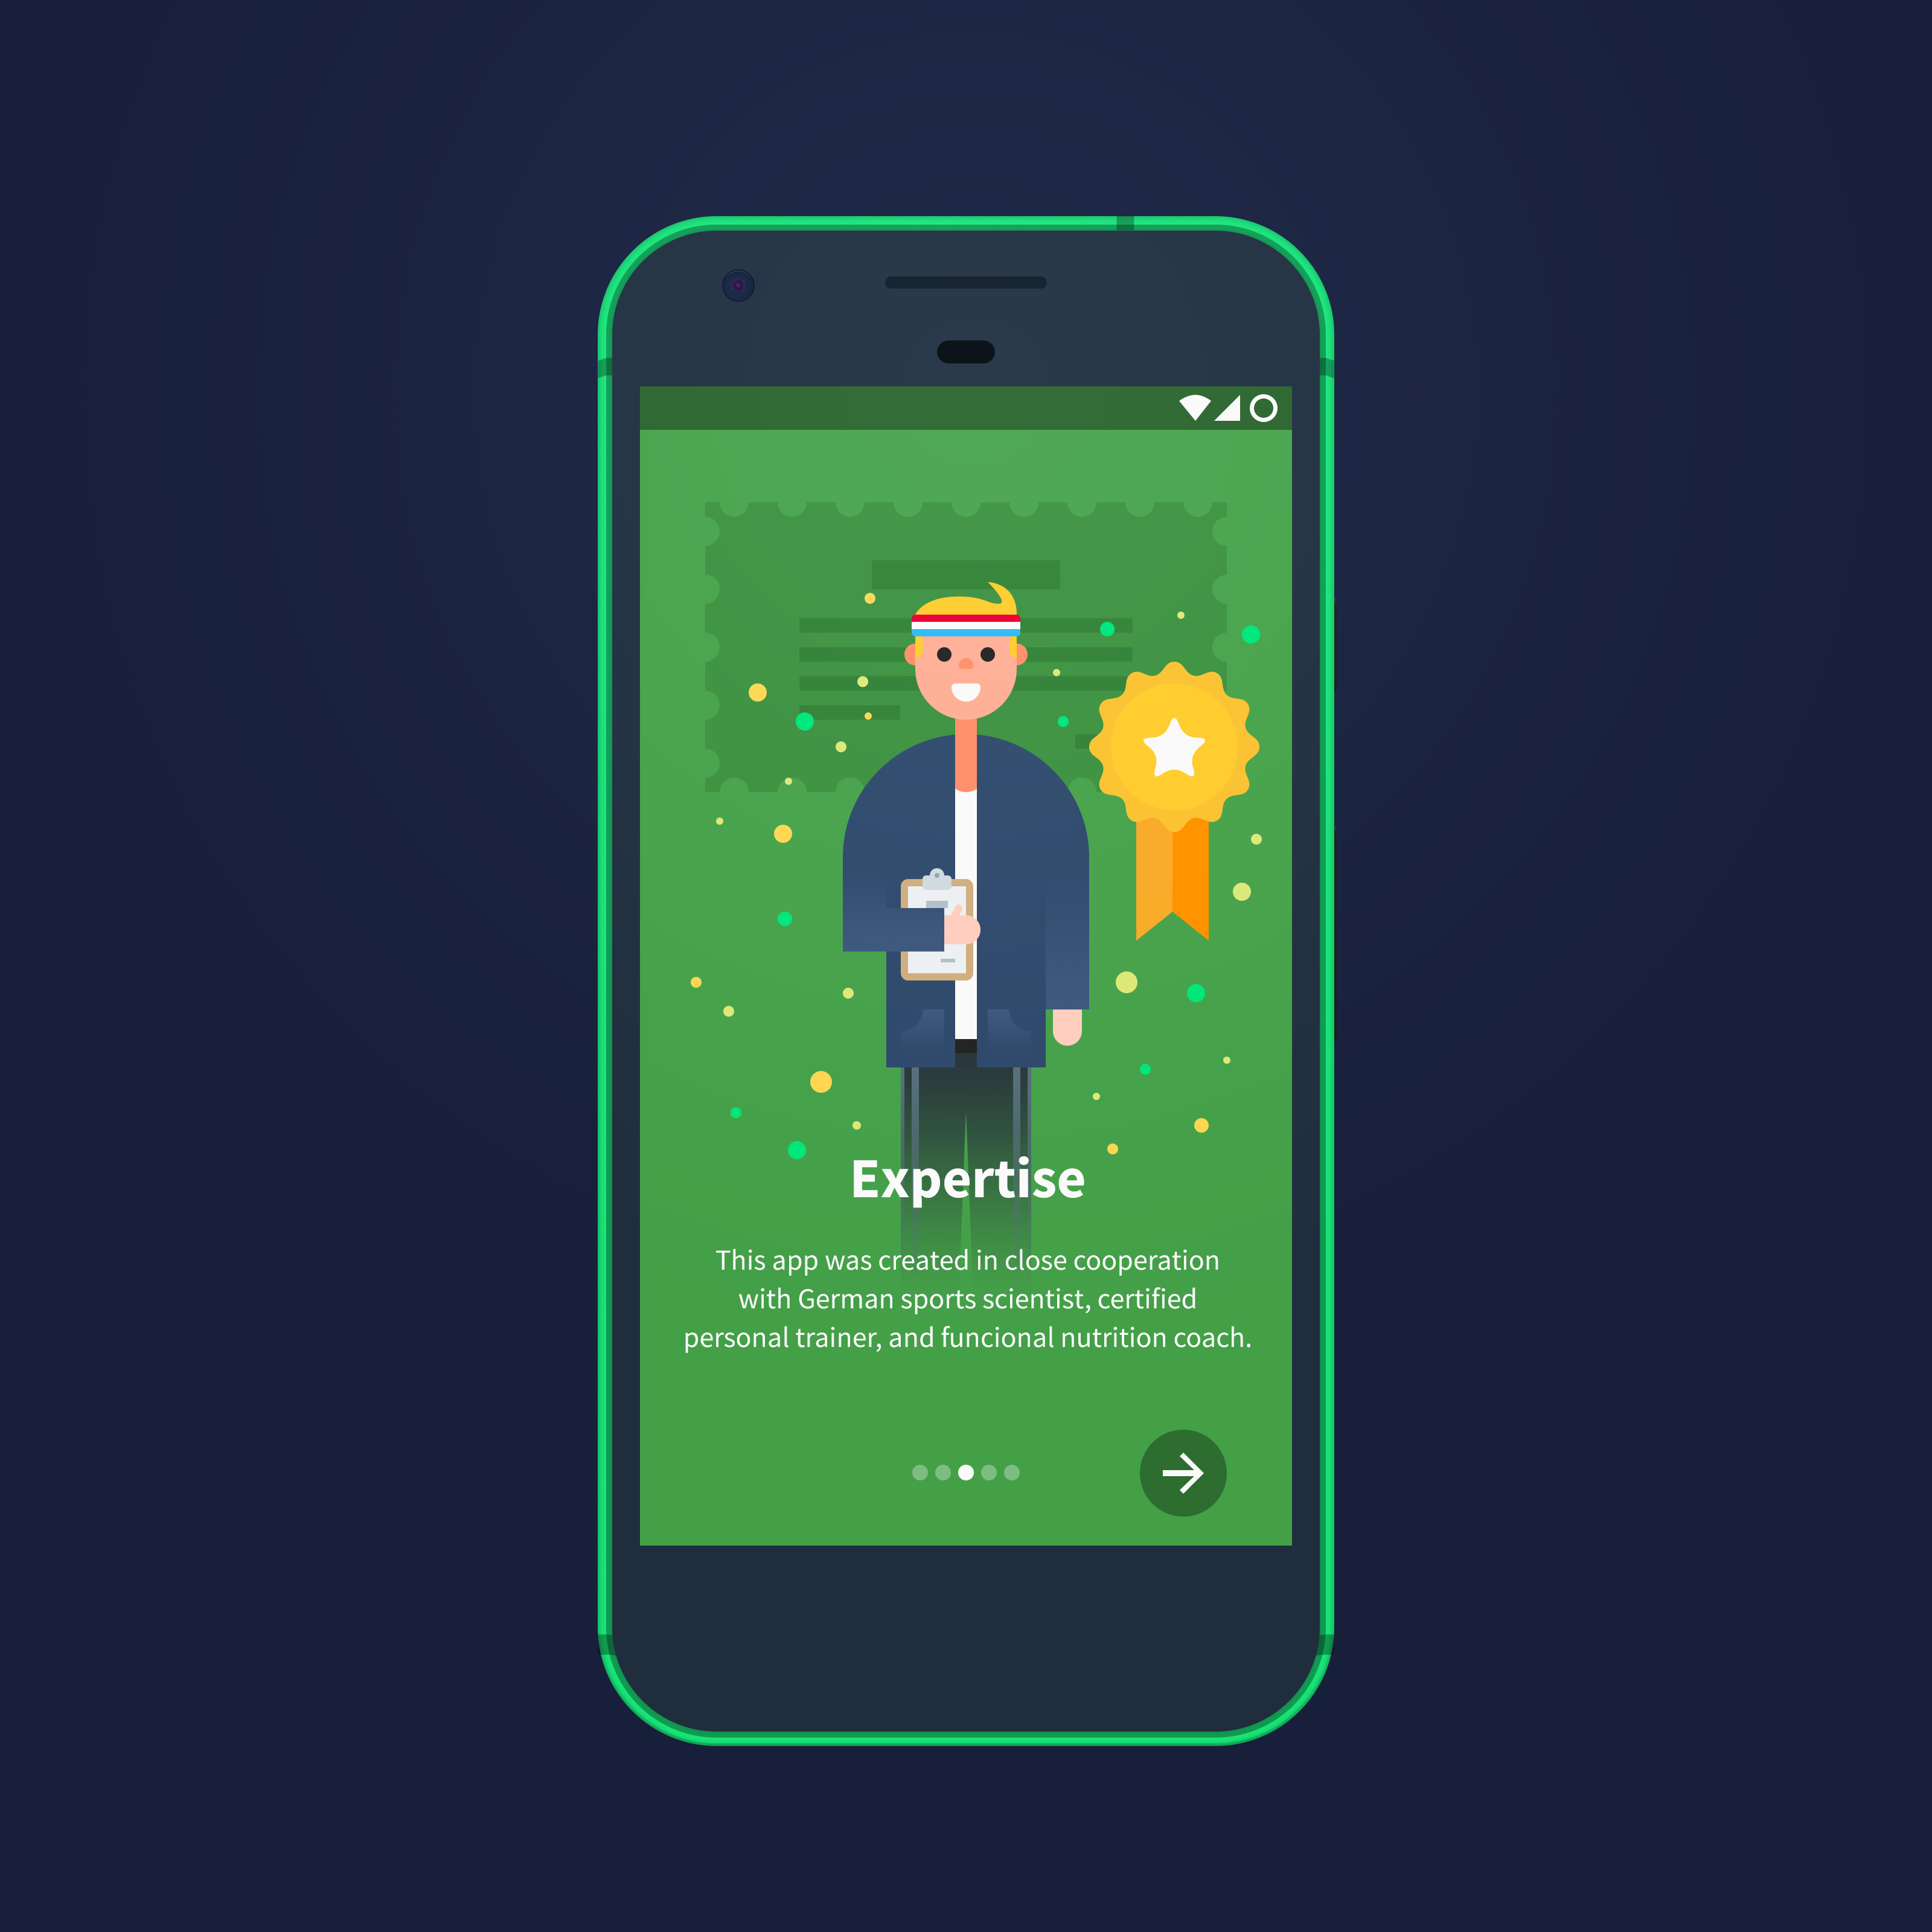 Expertise
This app was created in close cooperation
with German sports scientist, certified
personal trainer, and funcional nutrition coach.